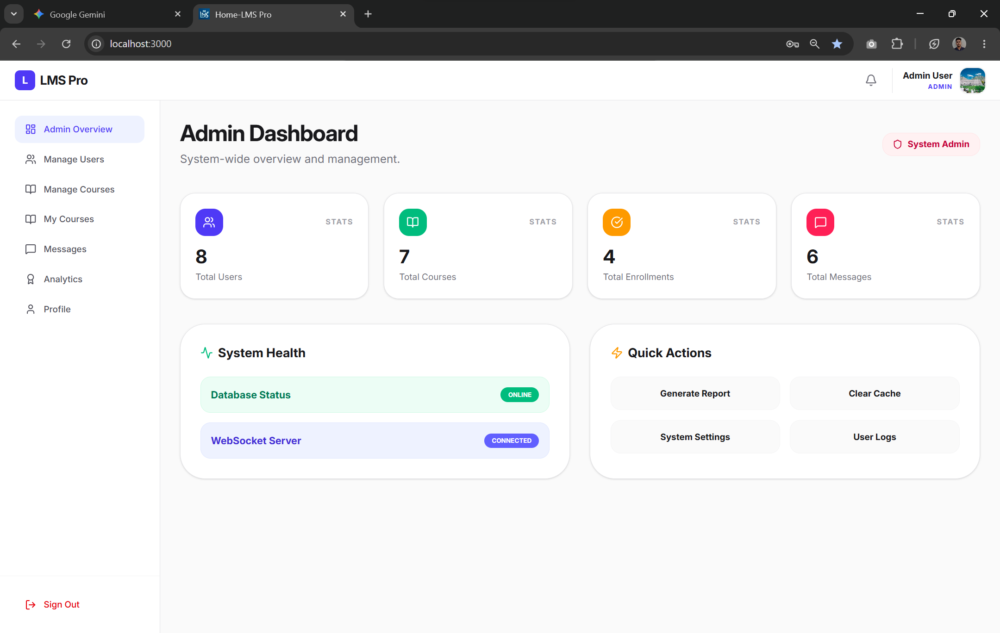 Google Gemini
Home-LMS Pro
localhost:3000
L
LMS Pro
Admin User
ADMIN
Admin Overview
Manage Users
Manage Courses
My Courses
Messages
Analytics
Profile
Sign Out
Admin Dashboard
System-wide overview and management.
System Admin
STATS
8
Total Users
STATS
7
Total Courses
STATS
4
Total Enrollments
STATS
6
Total Messages
System Health
Database Status
ONLINE
WebSocket Server
CONNECTED
Quick Actions
Generate Report
Clear Cache
System Settings
User Logs